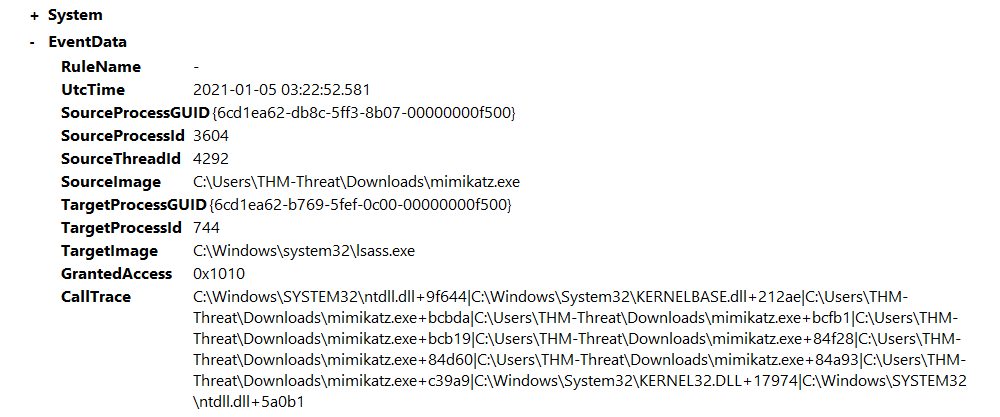 + System
- EventData
RuleName -
UtcTime 2021-01-05 03:22:52.581
SourceProcessGUID {6cd1ea62-db8c-5ff3-8b07-00000000f500}
SourceProcessId 3604
SourceThreadId 4292
SourceImage C:\Users\THM-Threat\Downloads\mimikatz.exe
TargetProcessGUID {6cd1ea62-b769-5fef-0c00-00000000f500}
TargetProcessId 744
TargetImage C:\Windows\system32\lsass.exe
GrantedAccess 0x1010
CallTrace C:\Windows\SYSTEM32\ntdll.dll+9f644|C:\Windows\System32\KERNELBASE.dll+212ae|C:\Users\THM-
Threat\Downloads\mimikatz.exe+bcbda|C:\Users\THM-Threat\Downloads\mimikatz.exe+bcfb1|C:\Users\THM-
Threat\Downloads\mimikatz.exe+bcb19|C:\Users\THM-Threat\Downloads\mimikatz.exe+84f28|C:\Users\THM-
Threat\Downloads\mimikatz.exe+84d60|C:\Users\THM-Threat\Downloads\mimikatz.exe+84a93|C:\Users\THM-
Threat\Downloads\mimikatz.exe+c39a9|C:\Windows\System32\KERNEL32.DLL+17974|C:\Windows\SYSTEM32
\ntdll.dll+5a0b1